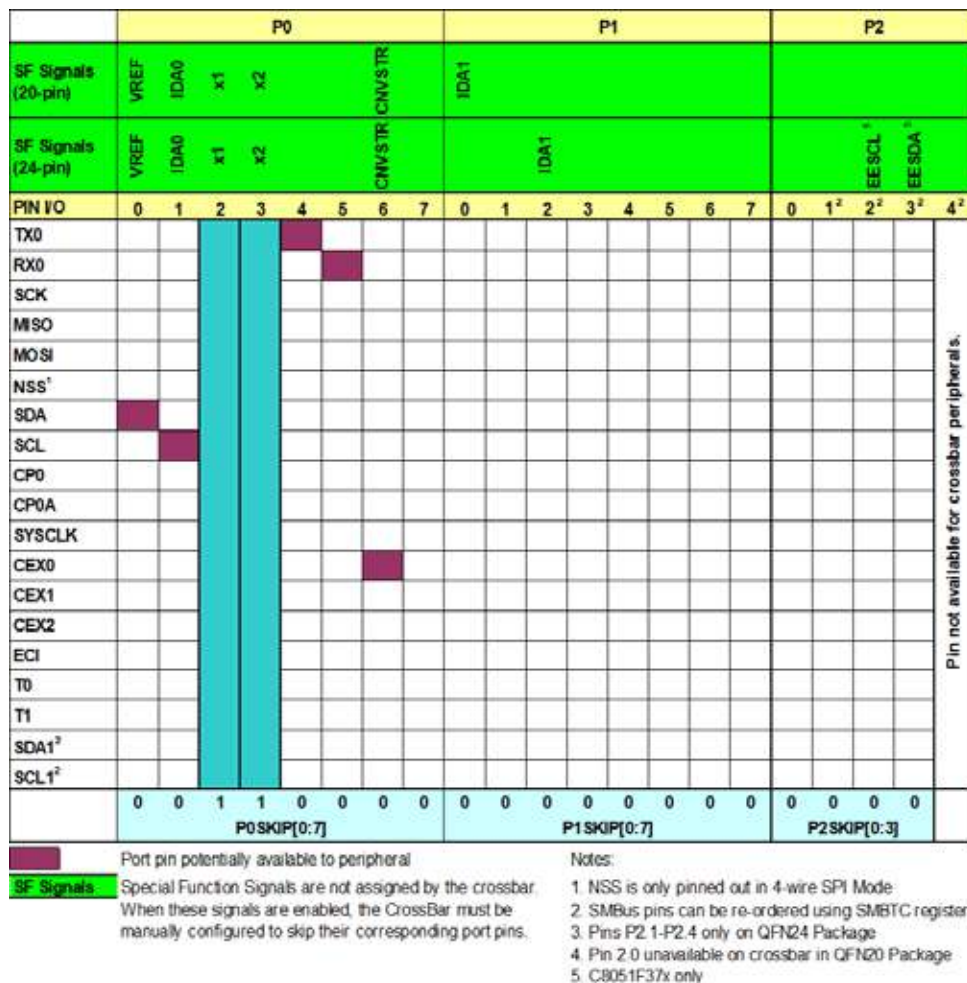 P0 P1 P2
SF Signals (20-pin) VREF IDA0 x1 x2 CNVSTR IDA1
SF Signals (24-pin) VREF IDA0 x1 x2 CNVSTR IDA1 EESCL¹ EESDA¹
PIN I/O 0 1 2 3 4 5 6 7 0 1 2 3 4 5 6 7 0 1² 2² 3² 4²
TX0
RX0
SCK
MISO
MOSI
NSS¹
SDA
SCL
CP0
CP0A
SYSCLK
CEX0
CEX1
CEX2
ECI
T0
T1
SDA1²
SCL1²
Pin not available for crossbar peripherals.
0 0 1 1 0 0 0 0 0 0 0 0 0 0 0 0 0 0 0 0
P0SKIP[0:7] P1SKIP[0:7] P2SKIP[0:3]
Port pin potentially available to peripheral
SF Signals Special Function Signals are not assigned by the crossbar.
When these signals are enabled, the CrossBar must be
manually configured to skip their corresponding port pins.
Notes:
1. NSS is only pinned out in 4-wire SPI Mode
2. SMBus pins can be re-ordered using SMBTC register
3. Pins P2.1-P2.4 only on QFN24 Package
4. Pin 2.0 unavailable on crossbar in QFN20 Package
5. C8051F37x only